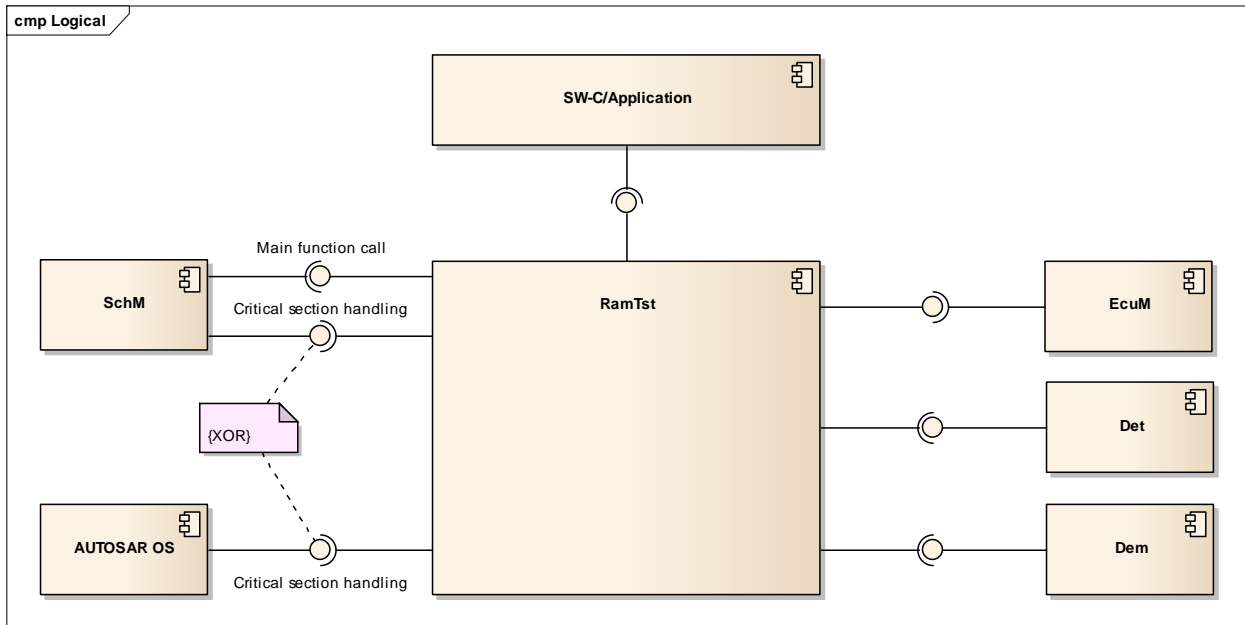 cmp Logical
SW-C/Application
Main function call
SchM
Critical section handling
RamTst
EcuM
{XOR}
Det
AUTOSAR OS
Critical section handling
Dem